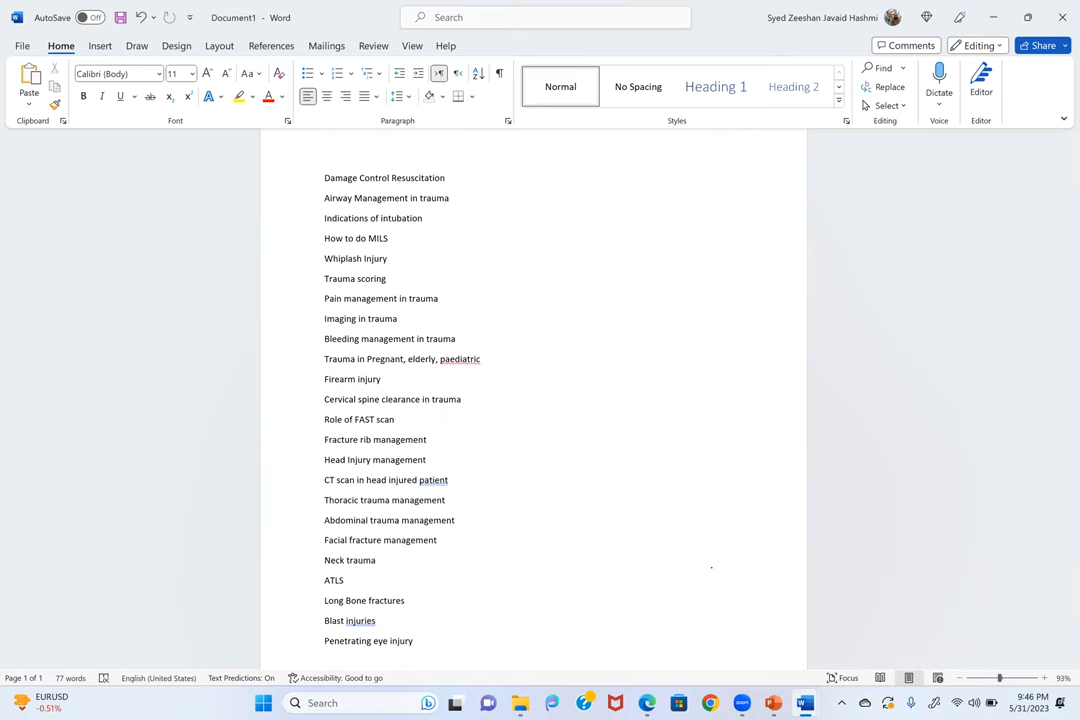 AutoSave Off Document1 - Word Search Syed Zeeshan Javaid Hashmi
File Home Insert Draw Design Layout References Mailings Review View Help Comments Editing Share
Calibri (Body) 11 Aa Normal No Spacing Heading 1 Heading 2 Find
Paste Replace Dictate Editor
B I U ab x₂ x² A A Select
Clipboard Font Paragraph Styles Editing Voice Editor
Damage Control Resuscitation
Airway Management in trauma
Indications of intubation
How to do MILS
Whiplash Injury
Trauma scoring
Pain management in trauma
Imaging in trauma
Bleeding management in trauma
Trauma in Pregnant, elderly, paediatric
Firearm injury
Cervical spine clearance in trauma
Role of FAST scan
Fracture rib management
Head Injury management
CT scan in head injured patient
Thoracic trauma management
Abdominal trauma management
Facial fracture management
Neck trauma
ATLS
Long Bone fractures
Blast injuries
Penetrating eye injury
Page 1 of 1 77 words English (United States) Text Predictions: On Accessibility: Good to go Focus 93%
EURUSD
-0.51%
Search
zoom
9:46 PM
5/31/2023